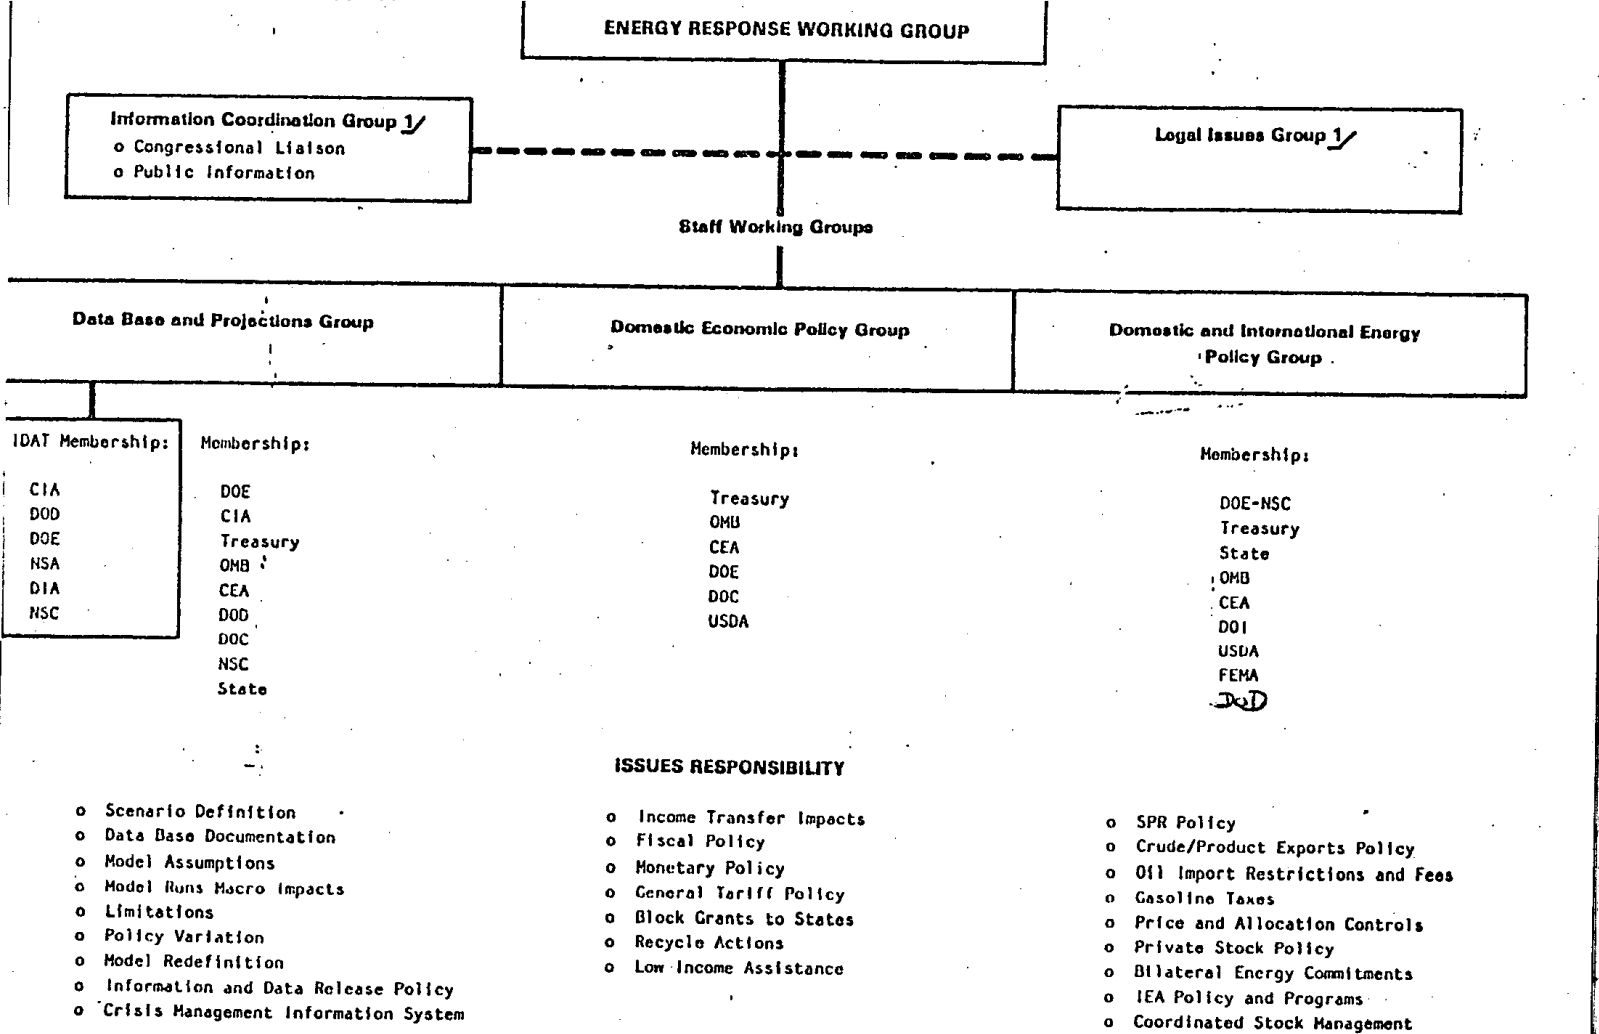 ENERGY RESPONSE WORKING GROUP
Information Coordination Group 1/
o Congressional Liaison
o Public Information
Legal Issues Group 1/
Staff Working Groups
Data Base and Projections Group
Domestic Economic Policy Group
Domestic and International Energy
Policy Group
IDAT Membership:
CIA
DOD
DOE
NSA
DIA
NSC
Membership:
DOE
CIA
Treasury
OMB
CEA
DOD
DOC
NSC
State
Membership:
Treasury
OMB
CEA
DOE
DOC
USDA
Membership:
DOE-NSC
Treasury
State
OMB
CEA
DOI
USDA
FEMA
DoD
ISSUES RESPONSIBILITY
o Scenario Definition
o Data Base Documentation
o Model Assumptions
o Model Runs Macro Impacts
o Limitations
o Policy Variation
o Model Redefinition
o Information and Data Release Policy
o Crisis Management Information System
o Income Transfer Impacts
o Fiscal Policy
o Monetary Policy
o General Tariff Policy
o Block Grants to States
o Recycle Actions
o Low Income Assistance
o SPR Policy
o Crude/Product Exports Policy
o Oil Import Restrictions and Fees
o Gasoline Taxes
o Price and Allocation Controls
o Private Stock Policy
o Bilateral Energy Commitments
o IEA Policy and Programs
o Coordinated Stock Management